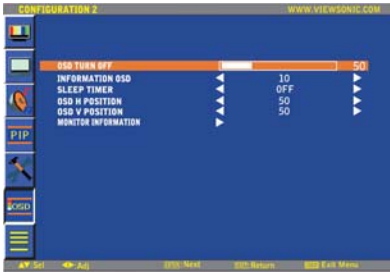 CONFIGURATION 2 WWW.VIEWSONIC.COM
OSD TURN OFF 50
INFORMATION OSD 10
SLEEP TIMER OFF
OSD H POSITION 50
OSD V POSITION 50
MONITOR INFORMATION
PIP
OSD
Sel Adj Next Return Exit Menu